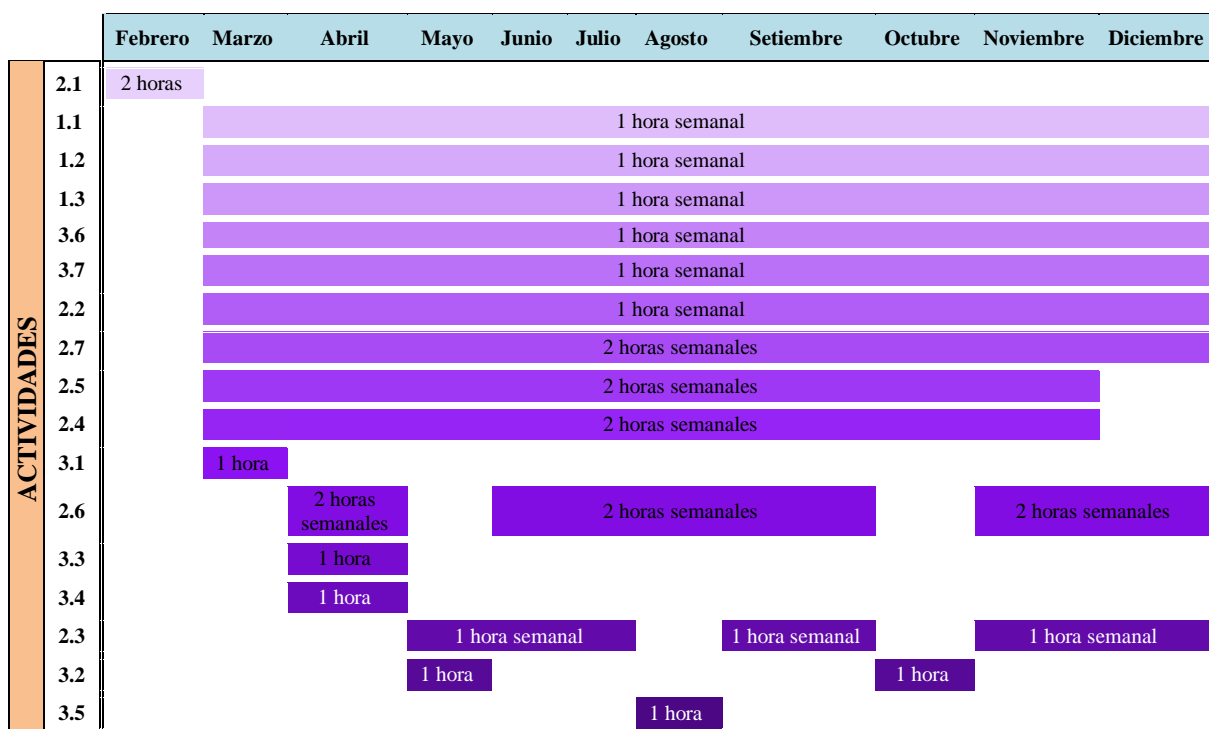 Febrero Marzo Abril Mayo Junio Julio Agosto Setiembre Octubre Noviembre Diciembre
ACTIVIDADES
2.1 2 horas
1.1 1 hora semanal
1.2 1 hora semanal
1.3 1 hora semanal
3.6 1 hora semanal
3.7 1 hora semanal
2.2 1 hora semanal
2.7 2 horas semanales
2.5 2 horas semanales
2.4 2 horas semanales
3.1 1 hora
2.6 2 horas semanales 2 horas semanales 2 horas semanales
3.3 1 hora
3.4 1 hora
2.3 1 hora semanal 1 hora semanal 1 hora semanal
3.2 1 hora 1 hora
3.5 1 hora